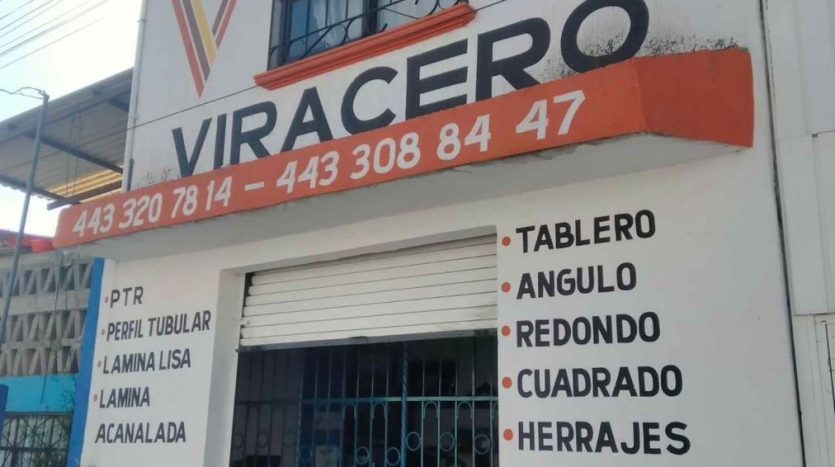 VIRACERO
443 320 78 14 - 443 308 84 47
• PTR
• PERFIL TUBULAR
• LAMINA LISA
• LAMINA
ACANALADA
• TABLERO
• ANGULO
• REDONDO
• CUADRADO
• HERRAJES